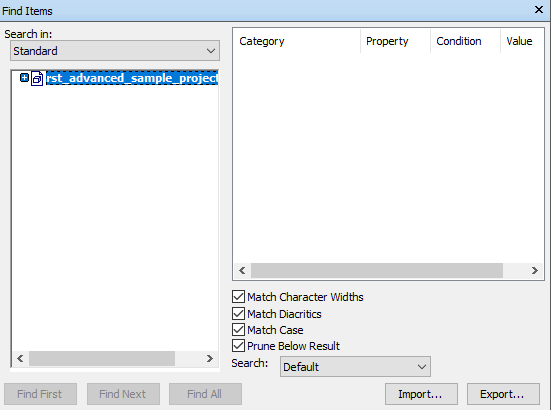 Find Items
Search in:
Standard
rst_advanced_sample_project
Category Property Condition Value
Match Character Widths
Match Diacritics
Match Case
Prune Below Result
Search: Default
Find First Find Next Find All Import... Export...